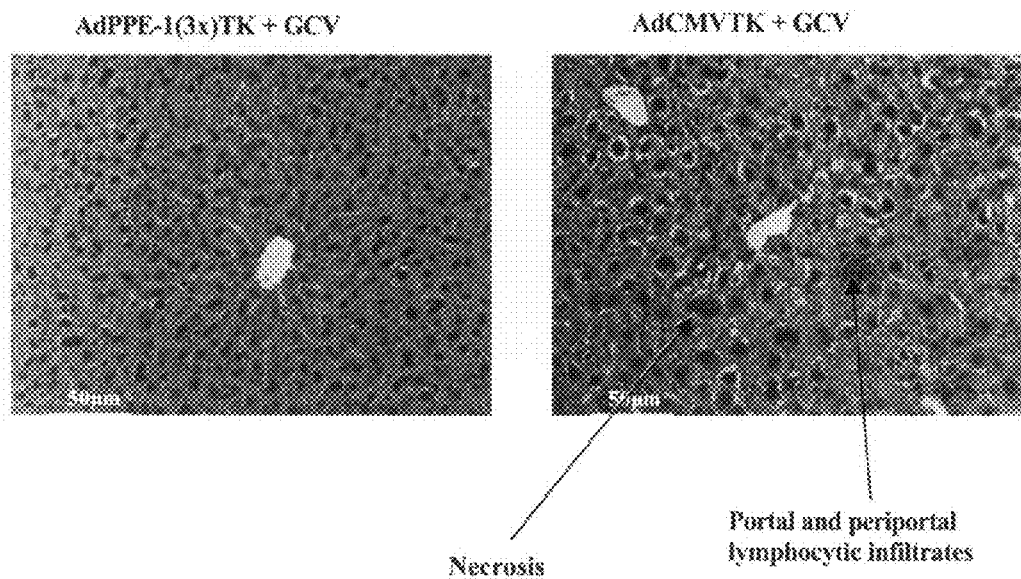 AdPPE-1(3x)TK + GCV
AdCMVTK + GCV
50μm
50μm
Necrosis
Portal and periportal
lymphocytic infiltrates